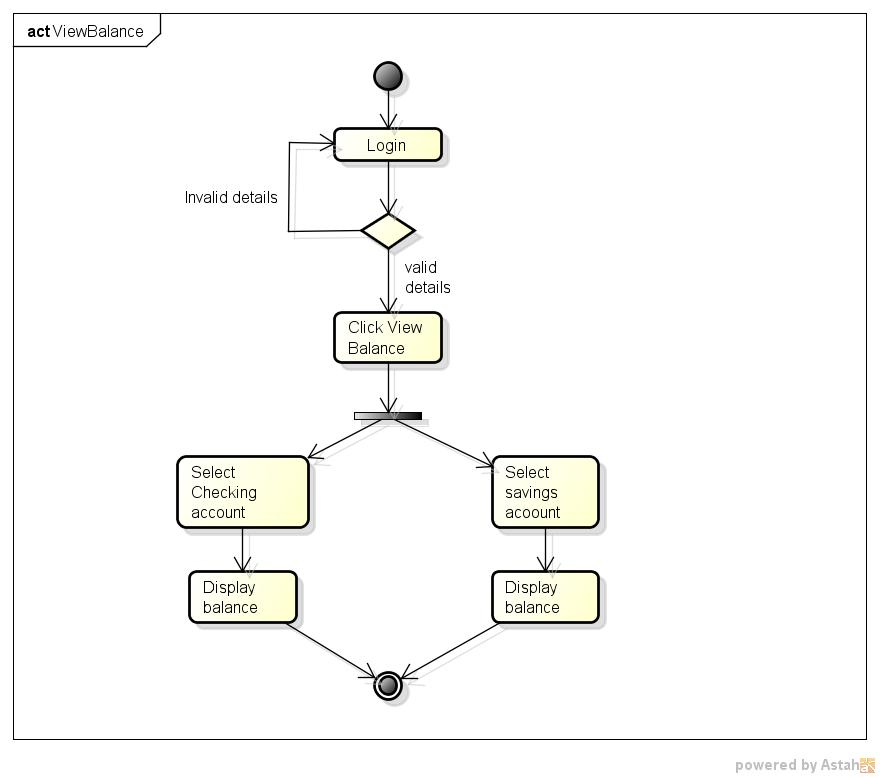 act ViewBalance
Login
Invalid details
valid
details
Click View
Balance
Select
Checking
account
Select
savings
acoount
Display
balance
Display
balance
powered by Astah